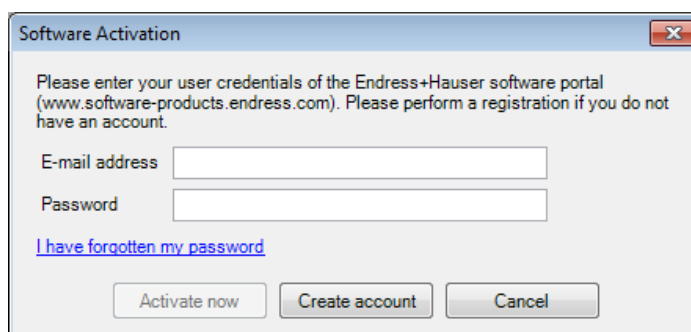 Software Activation
Please enter your user credentials of the Endress+Hauser software portal
(www.software-products.endress.com). Please perform a registration if you do not
have an account.
E-mail address
Password
I have forgotten my password
Activate now Create account Cancel